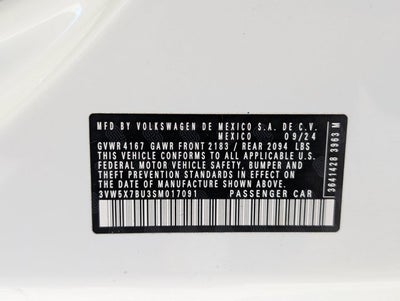 MFD BY VOLKSWAGEN DE MEXICO S.A. DE C.V.
MEXICO 09/24
GVWR 4167 GAWR FRONT 2183 / REAR 2094 LBS
THIS VEHICLE CONFORMS TO ALL APPLICABLE U.S.
FEDERAL MOTOR VEHICLE SAFETY, BUMPER AND
THEFT PREVENTION STANDARDS IN EFFECT ON
THE DATE OF MANUFACTURE SHOWN ABOVE.
3VW5X7BU3SM017091 PASSENGER CAR
3641428 3963 M